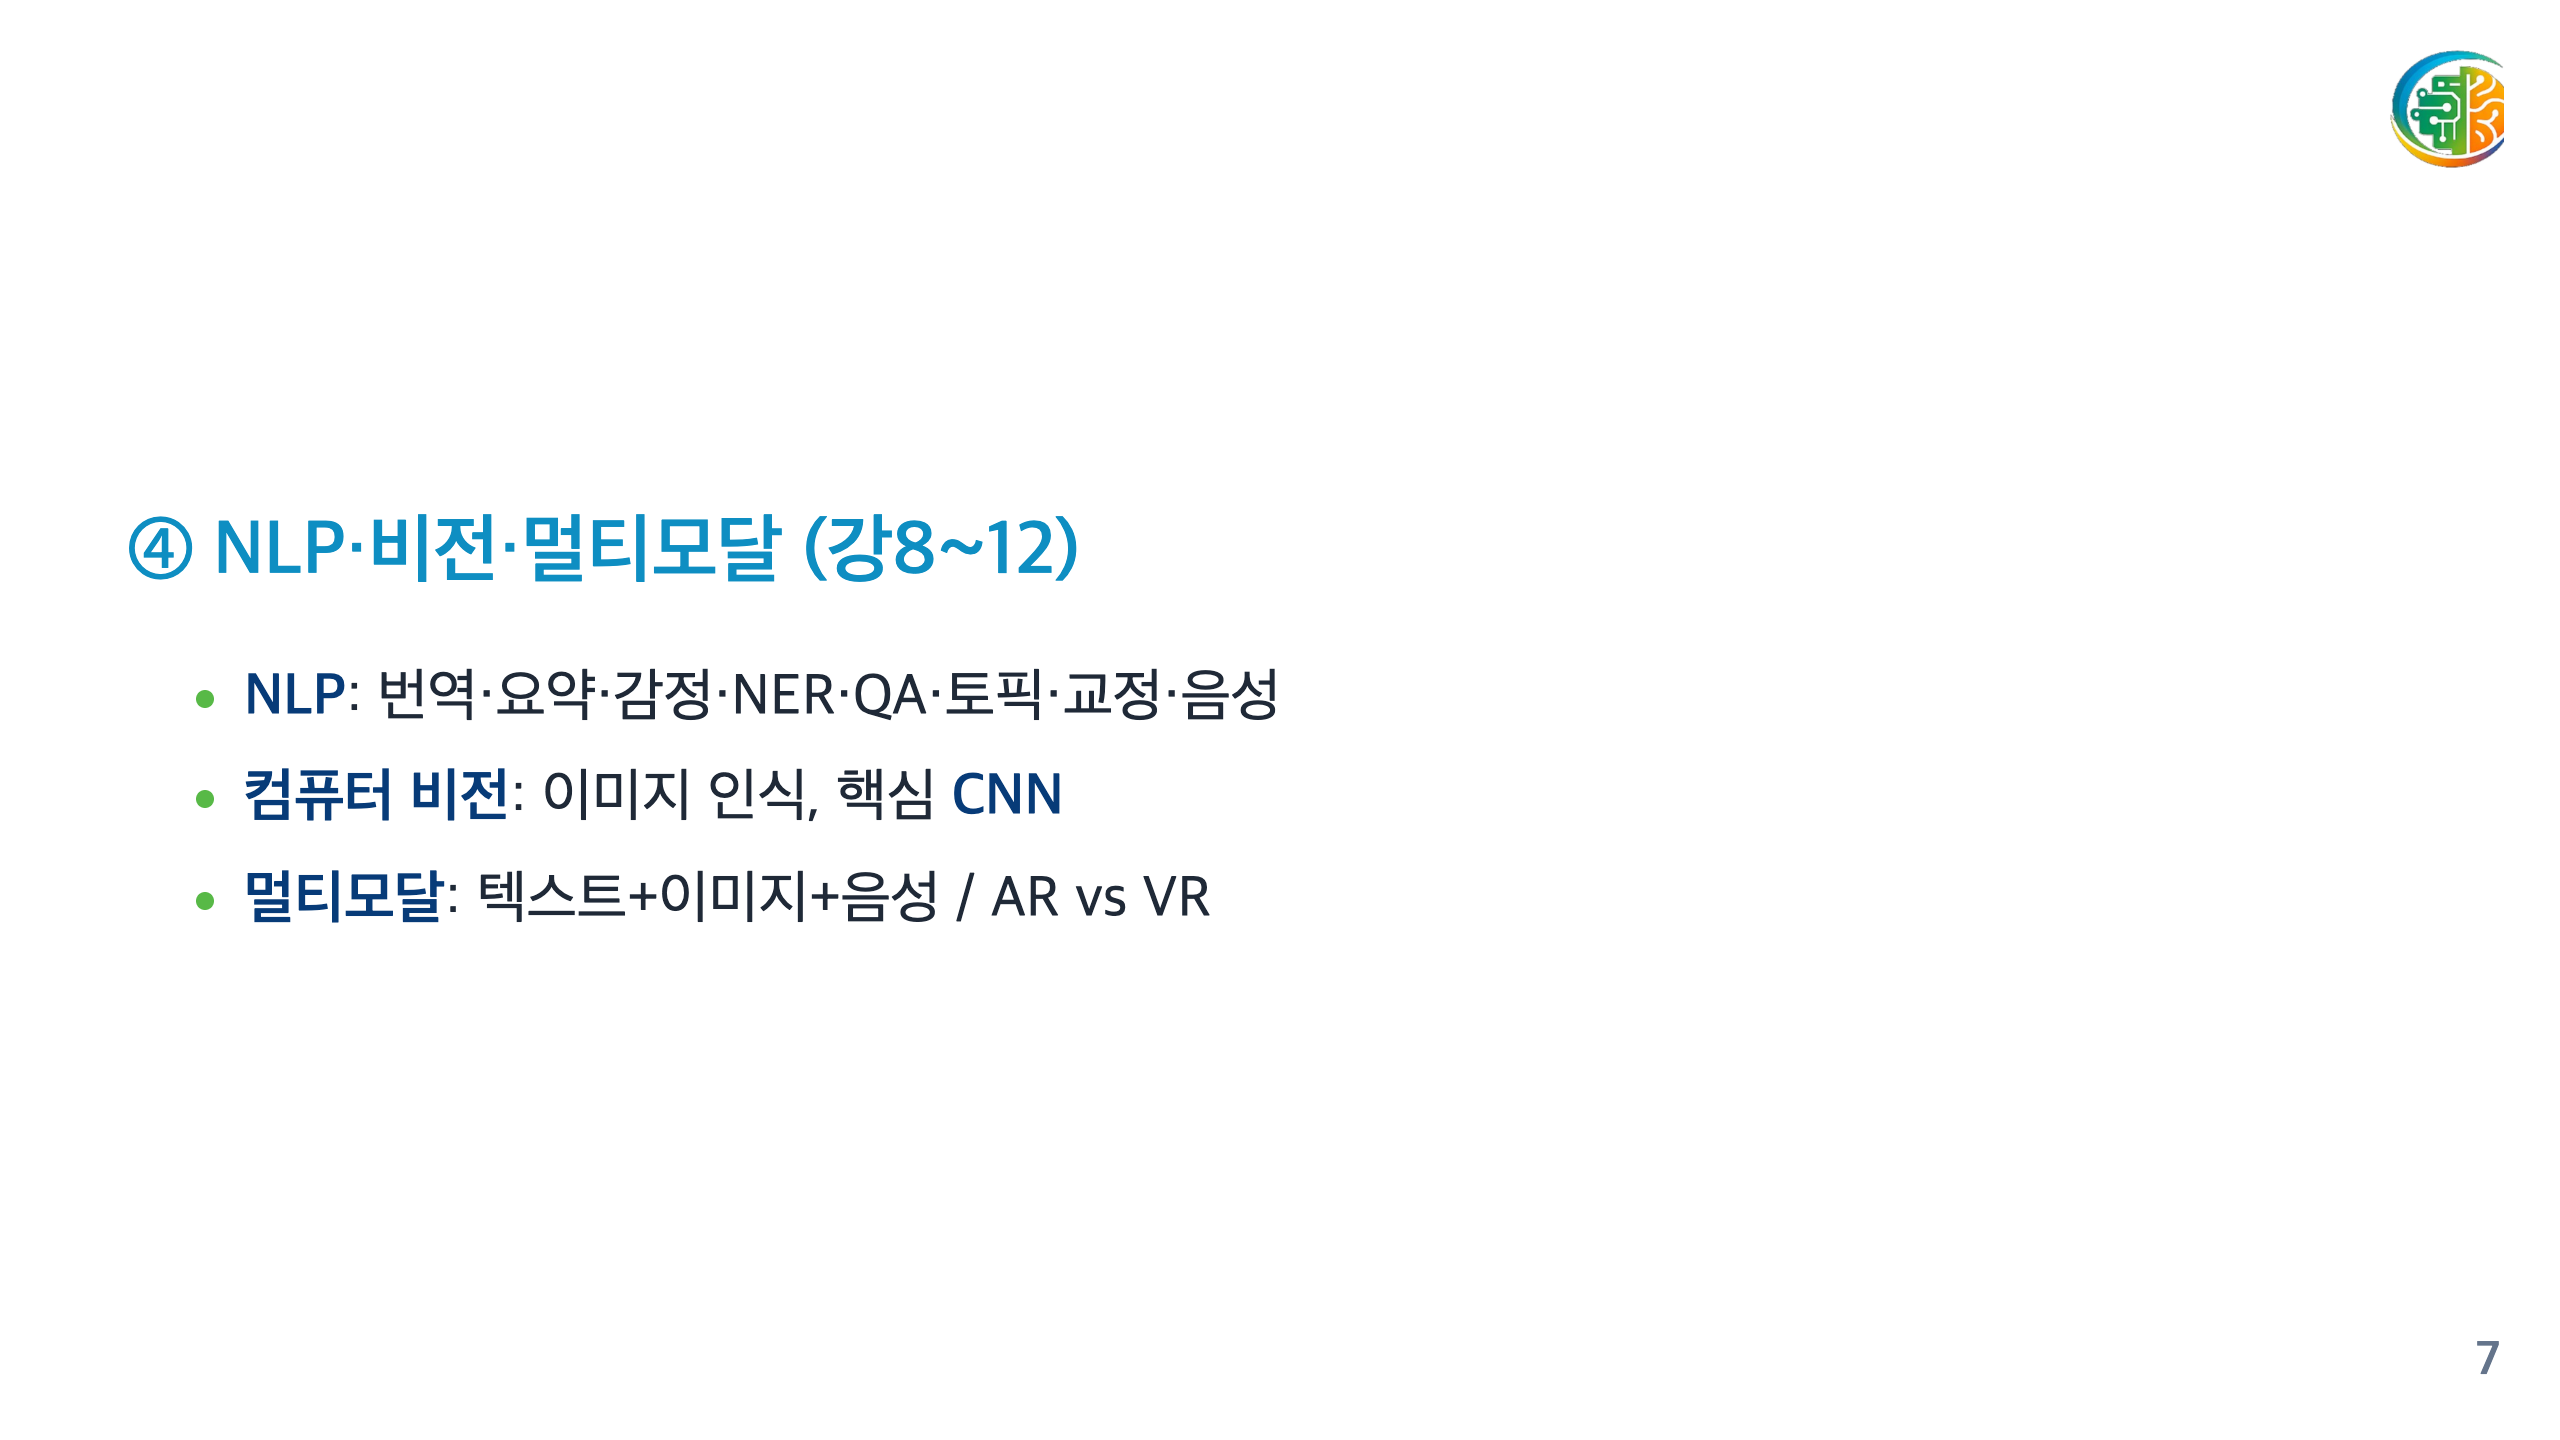 ④ NLP·비전·멀티모달 (강8~12)
• NLP: 번역·요약·감정·NER·QA·토픽·교정·음성
• 컴퓨터 비전: 이미지 인식, 핵심 CNN
• 멀티모달: 텍스트+이미지+음성 / AR vs VR
7